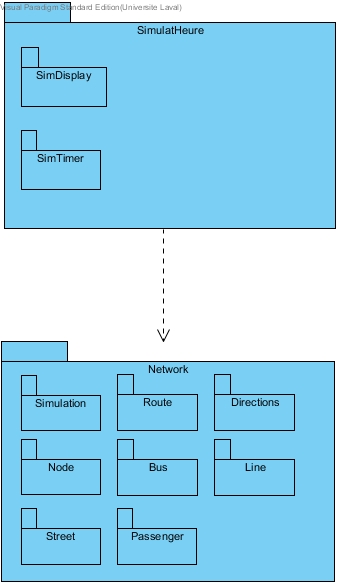 Visual Paradigm Standard Edition(Universite Laval)
SimulatHeure
SimDisplay
SimTimer
Network
Simulation
Route
Directions
Node
Bus
Line
Street
Passenger